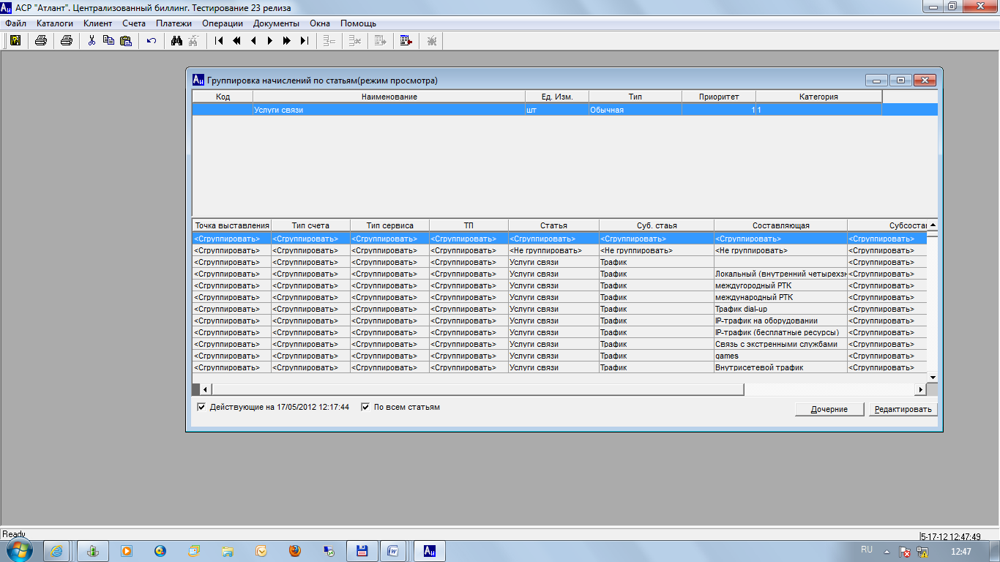 АСР "Атлант". Централизованный биллинг. Тестирование 23 релиза
Файл Каталоги Клиент Счета Платежи Операции Документы Окна Помощь
Группировка начислений по статьям(режим просмотра)
Код Наименование Ед. Изм. Тип Приоритет Категория
Услуги связи шт Обычная 1 1
Точка выставления Тип счета Тип сервиса ТП Статья Суб. стаья Составляющая Субсоста
<Сгруппировать> <Сгруппировать> <Сгруппировать> <Сгруппировать> <Сгруппировать> <Сгруппировать> <Сгруппировать> <Сгруппировать>
<Сгруппировать> <Сгруппировать> <Сгруппировать> <Сгруппировать> <Не группировать> <Не группировать> <Не группировать> <Сгруппировать>
<Сгруппировать> <Сгруппировать> <Сгруппировать> <Сгруппировать> Услуги связи Трафик <Сгруппировать>
<Сгруппировать> <Сгруппировать> <Сгруппировать> <Сгруппировать> Услуги связи Трафик Локальный (внутренний четырехзн <Сгруппировать>
<Сгруппировать> <Сгруппировать> <Сгруппировать> <Сгруппировать> Услуги связи Трафик междугородный РТК <Сгруппировать>
<Сгруппировать> <Сгруппировать> <Сгруппировать> <Сгруппировать> Услуги связи Трафик международный РТК <Сгруппировать>
<Сгруппировать> <Сгруппировать> <Сгруппировать> <Сгруппировать> Услуги связи Трафик Трафик dial-up <Сгруппировать>
<Сгруппировать> <Сгруппировать> <Сгруппировать> <Сгруппировать> Услуги связи Трафик IP-трафик на оборудовании <Сгруппировать>
<Сгруппировать> <Сгруппировать> <Сгруппировать> <Сгруппировать> Услуги связи Трафик IP-трафик (бесплатные ресурсы) <Сгруппировать>
<Сгруппировать> <Сгруппировать> <Сгруппировать> <Сгруппировать> Услуги связи Трафик Связь с экстренными службами <Сгруппировать>
<Сгруппировать> <Сгруппировать> <Сгруппировать> <Сгруппировать> Услуги связи Трафик games <Сгруппировать>
<Сгруппировать> <Сгруппировать> <Сгруппировать> <Сгруппировать> Услуги связи Трафик Внутрисетевой трафик <Сгруппировать>
Действующие на 17/05/2012 12:17:44 По всем статьям
Дочерние Редактировать
Ready 5-17-12 12:47:49
RU 12:47